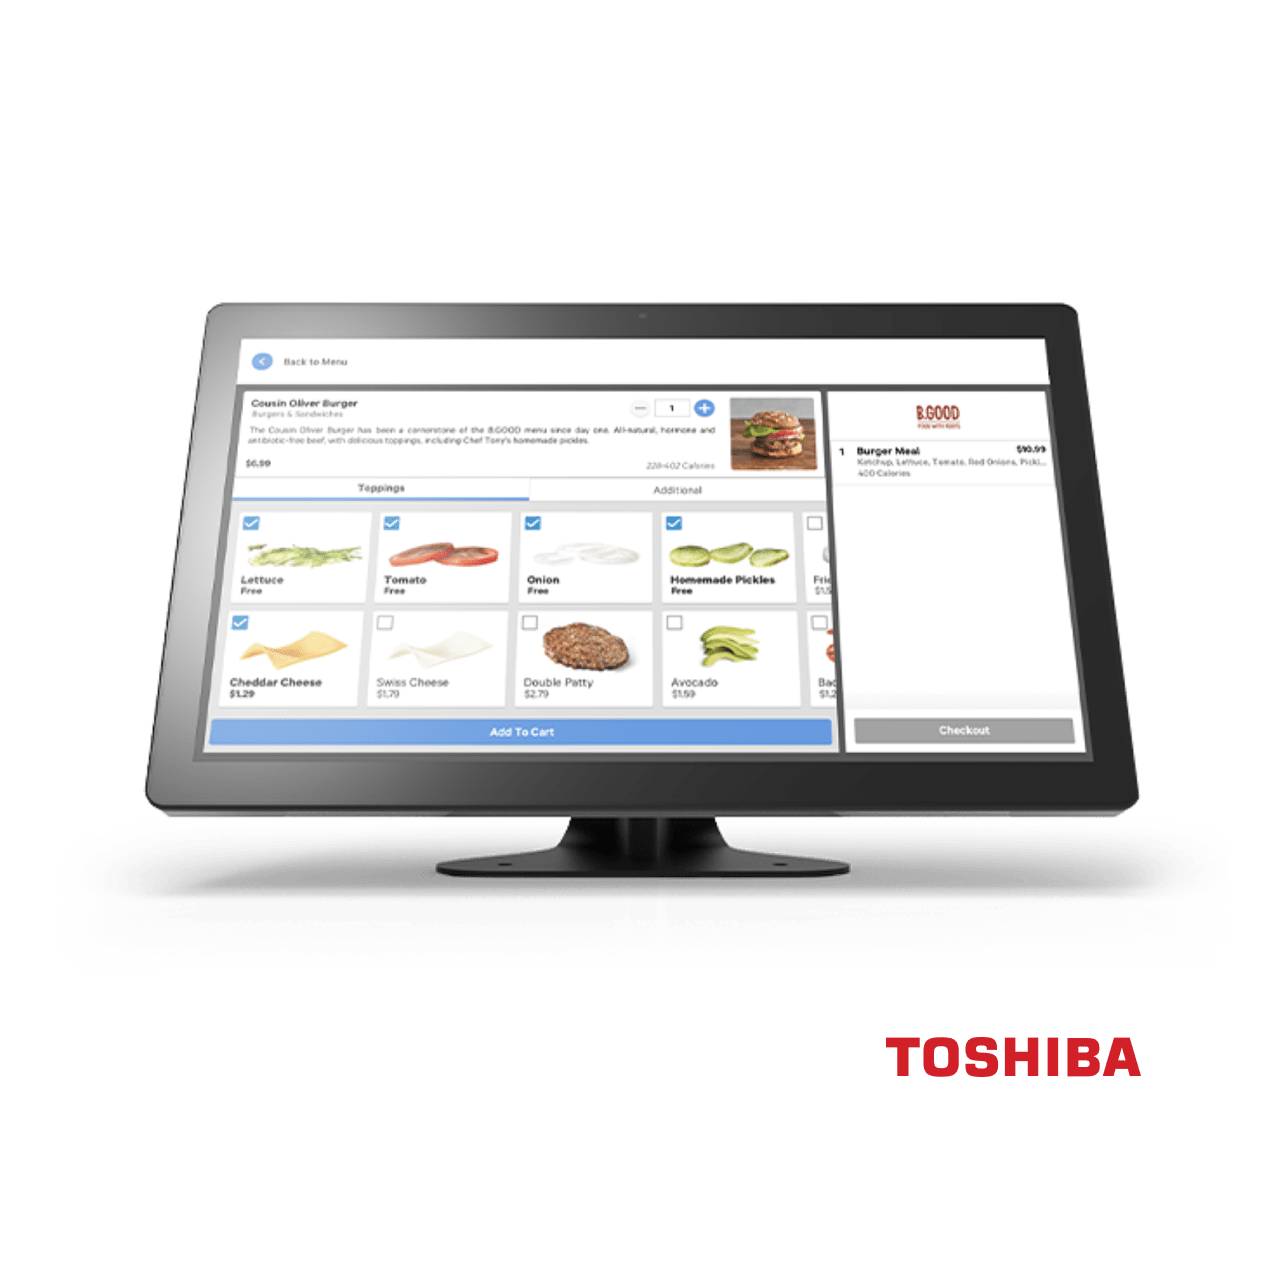 Back to Menu
Cousin Oliver Burger
Burgers & Sandwiches
1
The Cousin Oliver Burger has been a cornerstone of the B.GOOD menu since day one. All-natural, hormone and
antibiotic-free beef, with delicious toppings, including Chef Tony's homemade pickles.
$6.99
228-402 Calories
Toppings
Additional
Lettuce
Free
Tomato
Free
Onion
Free
Homemade Pickles
Free
Cheddar Cheese
$1.29
Swiss Cheese
$1.79
Double Patty
$2.79
Avocado
$1.59
Add To Cart
B.GOOD
FOOD WITH ROOTS
1 Burger Meal $10.99
Ketchup, Lettuce, Tomato, Red Onions, Pickl...
400 Calories
Checkout
TOSHIBA